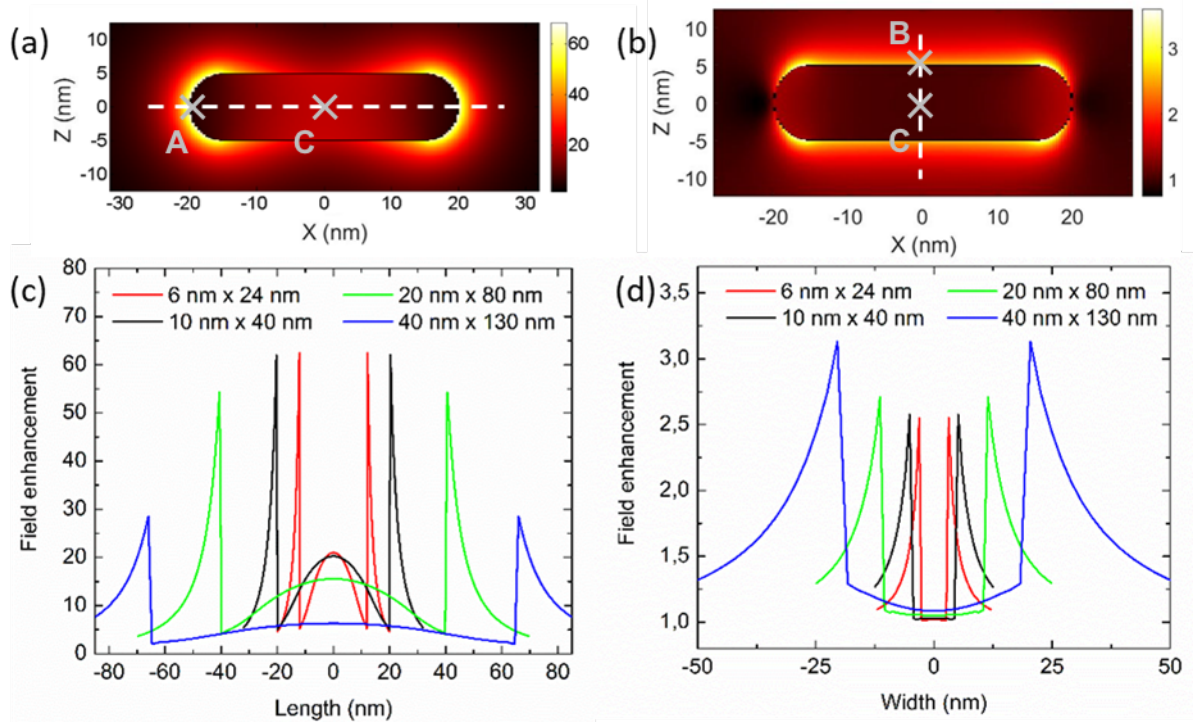 (a)
10
5
0
-5
-10
Z (nm)
A
C
-30 -20 -10 0 10 20 30
X (nm)
60
40
20
(b)
10
5
0
-5
-10
Z (nm)
B
C
-20 -10 0 10 20
X (nm)
3
2
1
(c)
80
70
60
50
40
30
20
10
0
Field enhancement
6 nm x 24 nm 20 nm x 80 nm
10 nm x 40 nm 40 nm x 130 nm
-80 -60 -40 -20 0 20 40 60 80
Length (nm)
(d)
3,5
3,0
2,5
2,0
1,5
1,0
Field enhancement
6 nm x 24 nm 20 nm x 80 nm
10 nm x 40 nm 40 nm x 130 nm
-50 -25 0 25 50
Width (nm)